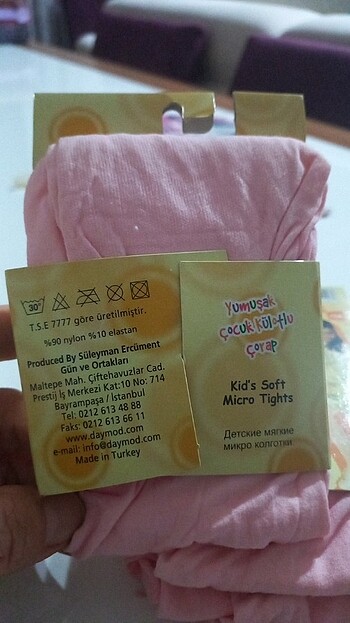 30°
T.S.E 7777 göre üretilmiştir.
%90 nylon %10 elastan
Produced By Süleyman Ercüment
Gün ve Ortakları
Maltepe Mah. Çiftehavuzlar Cad.
Prestij İş Merkezi Kat:10 No: 714
Bayrampaşa / İstanbul
Tel: 0212 613 48 88
Faks: 0212 613 66 11
www.daymod.com
e-mail: info@daymod.com
Made in Turkey
Yumuşak
Çocuk Külotlu
Çorap
Kid's Soft
Micro Tights
Детские мягкие
микро колготки